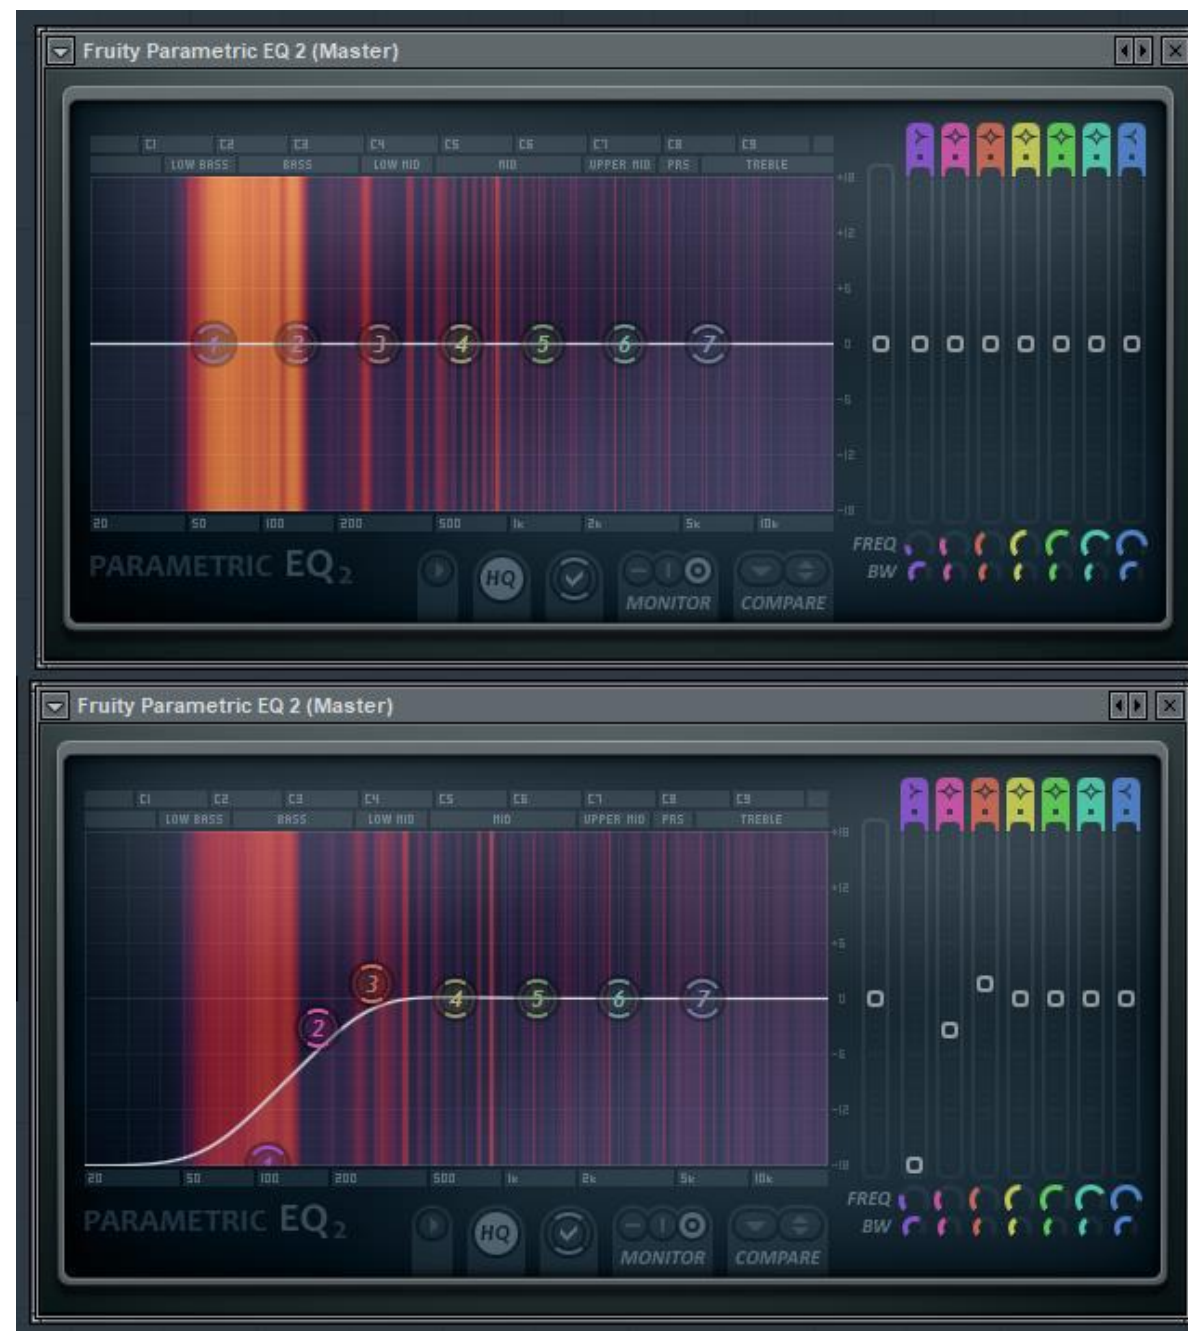 Fruity Parametric EQ 2 (Master)
C1 C2 C3 C4 C5 C6 C7 C8 C9
LOW BASS BASS LOW MID MID UPPER MID PRS TREBLE
+18
+12
+6
1 2 3 4 5 6 7 0
-6
-12
-18
20 50 100 200 500 1k 2k 5k 10k
FREQ
PARAMETRIC EQ2 HQ BW
MONITOR COMPARE
Fruity Parametric EQ 2 (Master)
C1 C2 C3 C4 C5 C6 C7 C8 C9
LOW BASS BASS LOW MID MID UPPER MID PRS TREBLE
+18
+12
+6
3
2 4 5 6 7 0
-6
-12
1 -18
20 50 100 200 500 1k 2k 5k 10k
FREQ
PARAMETRIC EQ2 HQ BW
MONITOR COMPARE